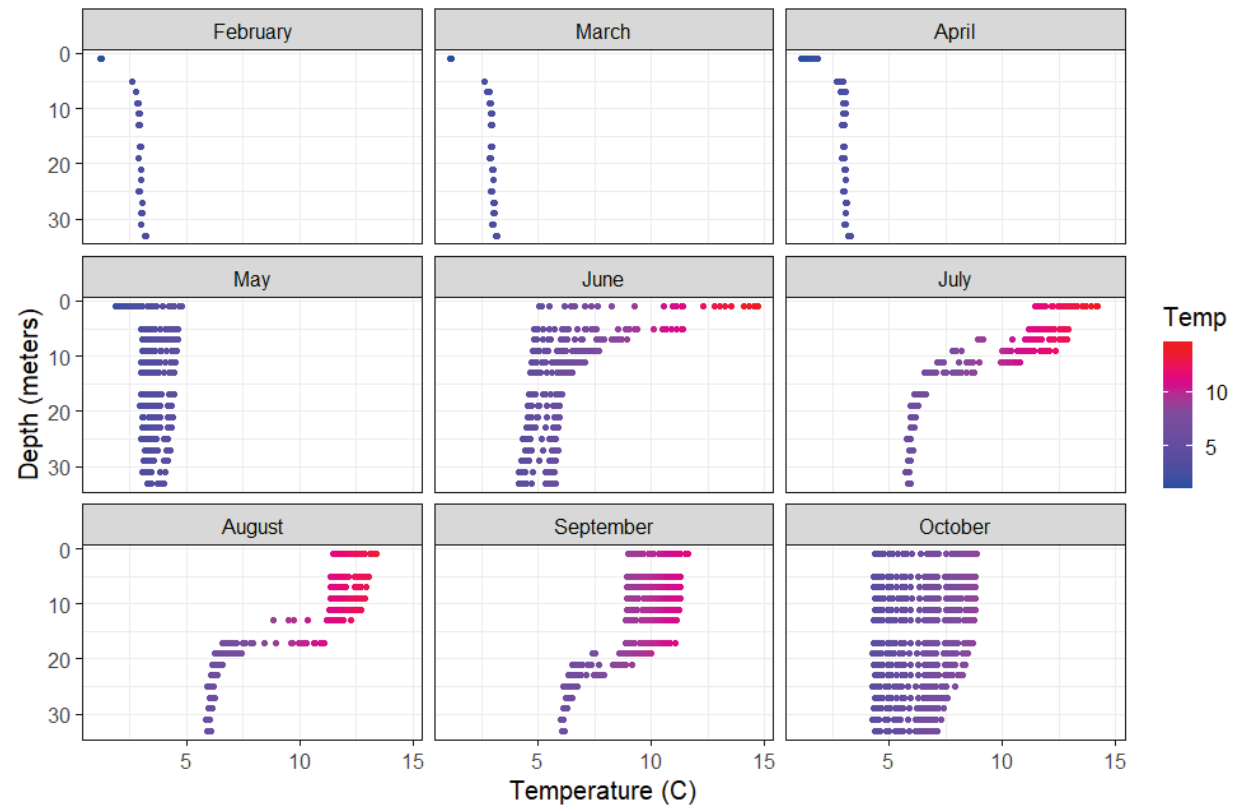 February March April
0
10
20
30
May June July
0
10
20
30
August September October
0
10
20
30
5 10 15 5 10 15 5 10 15
Temperature (C)
Depth (meters)
Temp
10
5